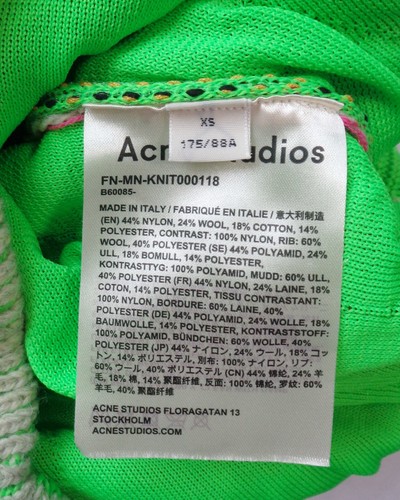 XS
175/88A
Acne Studios
FN-MN-KNIT000118
B60085-
MADE IN ITALY / FABRIQUÉ EN ITALIE / 意大利制造
(EN) 44% NYLON, 24% WOOL, 18% COTTON, 14%
POLYESTER, CONTRAST: 100% NYLON, RIB: 60%
WOOL, 40% POLYESTER (SE) 44% POLYAMID, 24%
ULL, 18% BOMULL, 14% POLYESTER,
KONTRASTTYG: 100% POLYAMID, MUDD: 60% ULL,
40% POLYESTER (FR) 44% NYLON, 24% LAINE, 18%
COTON, 14% POLYESTER, TISSU CONTRASTANT:
100% NYLON, BORDURE: 60% LAINE, 40%
POLYESTER (DE) 44% POLYAMID, 24% WOLLE, 18%
BAUMWOLLE, 14% POLYESTER, KONTRASTSTOFF:
100% POLYAMID, BÜNDCHEN: 60% WOLLE, 40%
POLYESTER (JP) 44% ナイロン, 24% ウール, 18% コッ
トン, 14% ポリエステル, 別布: 100% ナイロン, リブ:
60% ウール, 40% ポリエステル (CN) 44% 锦纶, 24% 羊
毛, 18% 棉, 14% 聚酯纤维, 反面: 100% 锦纶, 罗纹: 60%
羊毛, 40% 聚酯纤维
ACNE STUDIOS FLORAGATAN 13
STOCKHOLM
ACNESTUDIOS.COM